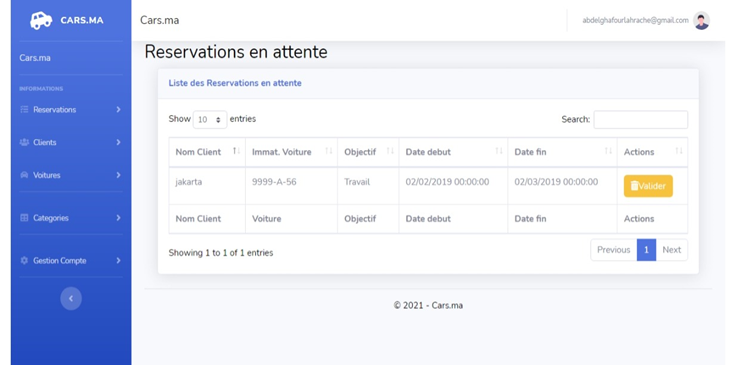 CARS.MA
Cars.ma
abdelghafourlahrache@gmail.com
Cars.ma
INFORMATIONS
Reservations
Clients
Voitures
Categories
Gestion Compte
Reservations en attente
Liste des Reservations en attente
Show 10 entries
Search:
Nom Client Immat. Voiture Objectif Date debut Date fin Actions
jakarta 9999-A-56 Travail 02/02/2019 00:00:00 02/03/2019 00:00:00 Valider
Nom Client Voiture Objectif Date debut Date fin Actions
Showing 1 to 1 of 1 entries
Previous 1 Next
© 2021 - Cars.ma